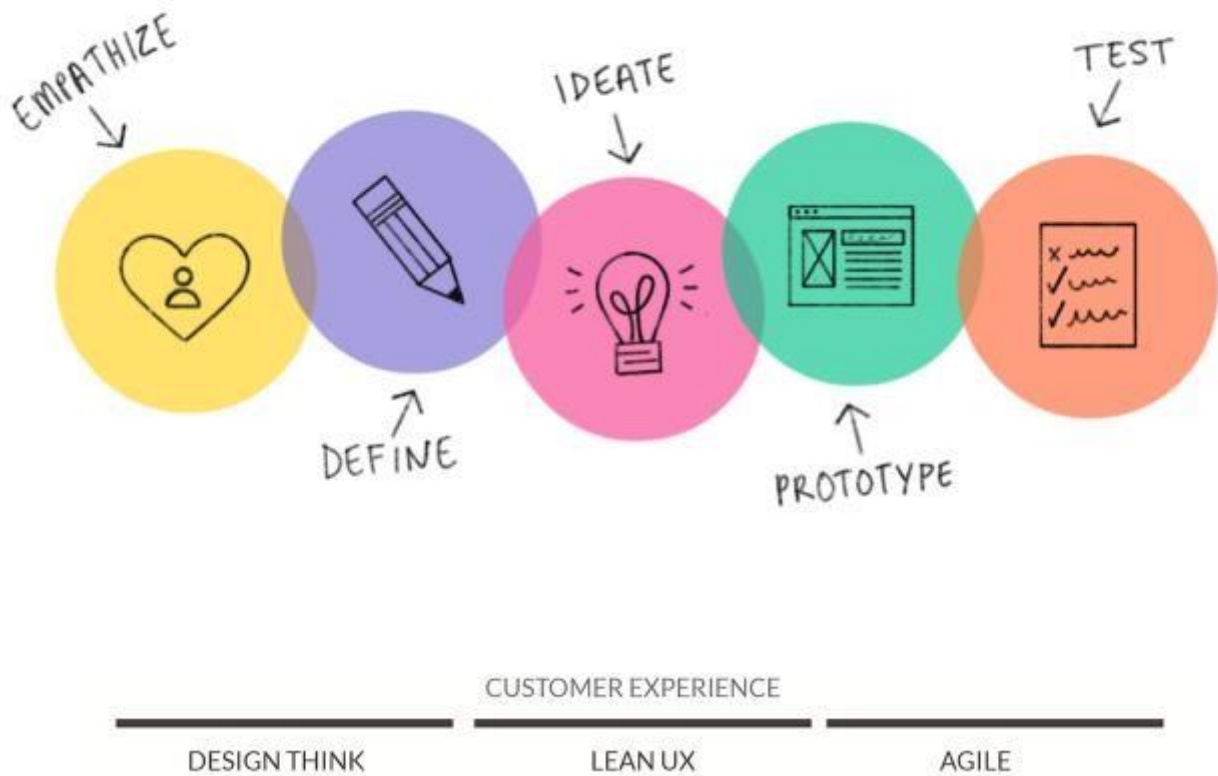 EMPATHIZE
IDEATE
TEST
DEFINE
PROTOTYPE
CUSTOMER EXPERIENCE
DESIGN THINK
LEAN UX
AGILE